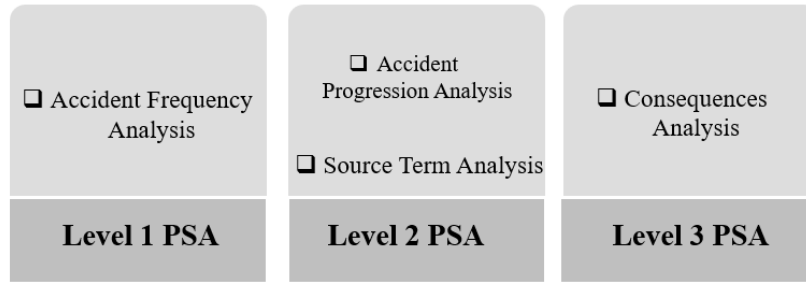 ❑ Accident Frequency
Analysis
Level 1 PSA
❑ Accident
Progression Analysis
❑ Source Term Analysis
Level 2 PSA
❑ Consequences
Analysis
Level 3 PSA